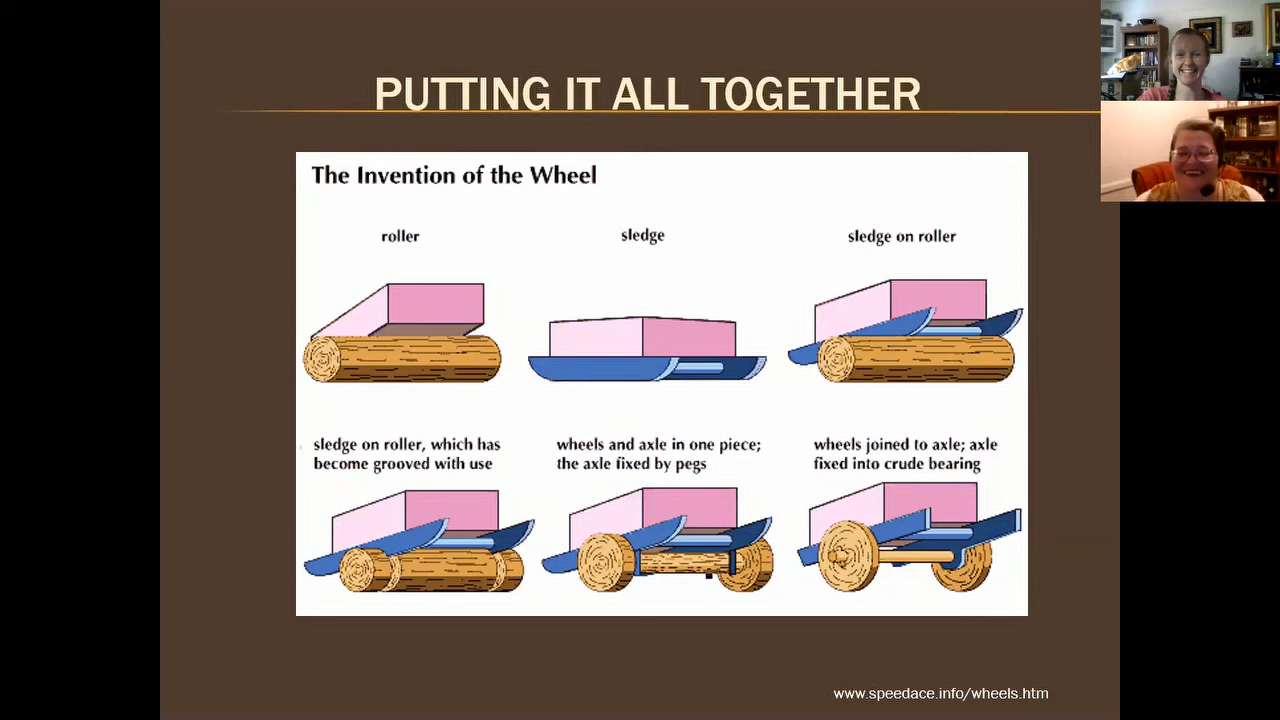 PUTTING IT ALL TOGETHER
The Invention of the Wheel
roller
sledge
sledge on roller
sledge on roller, which has
become grooved with use
wheels and axle in one piece;
the axle fixed by pegs
wheels joined to axle; axle
fixed into crude bearing
www.speedace.info/wheels.htm